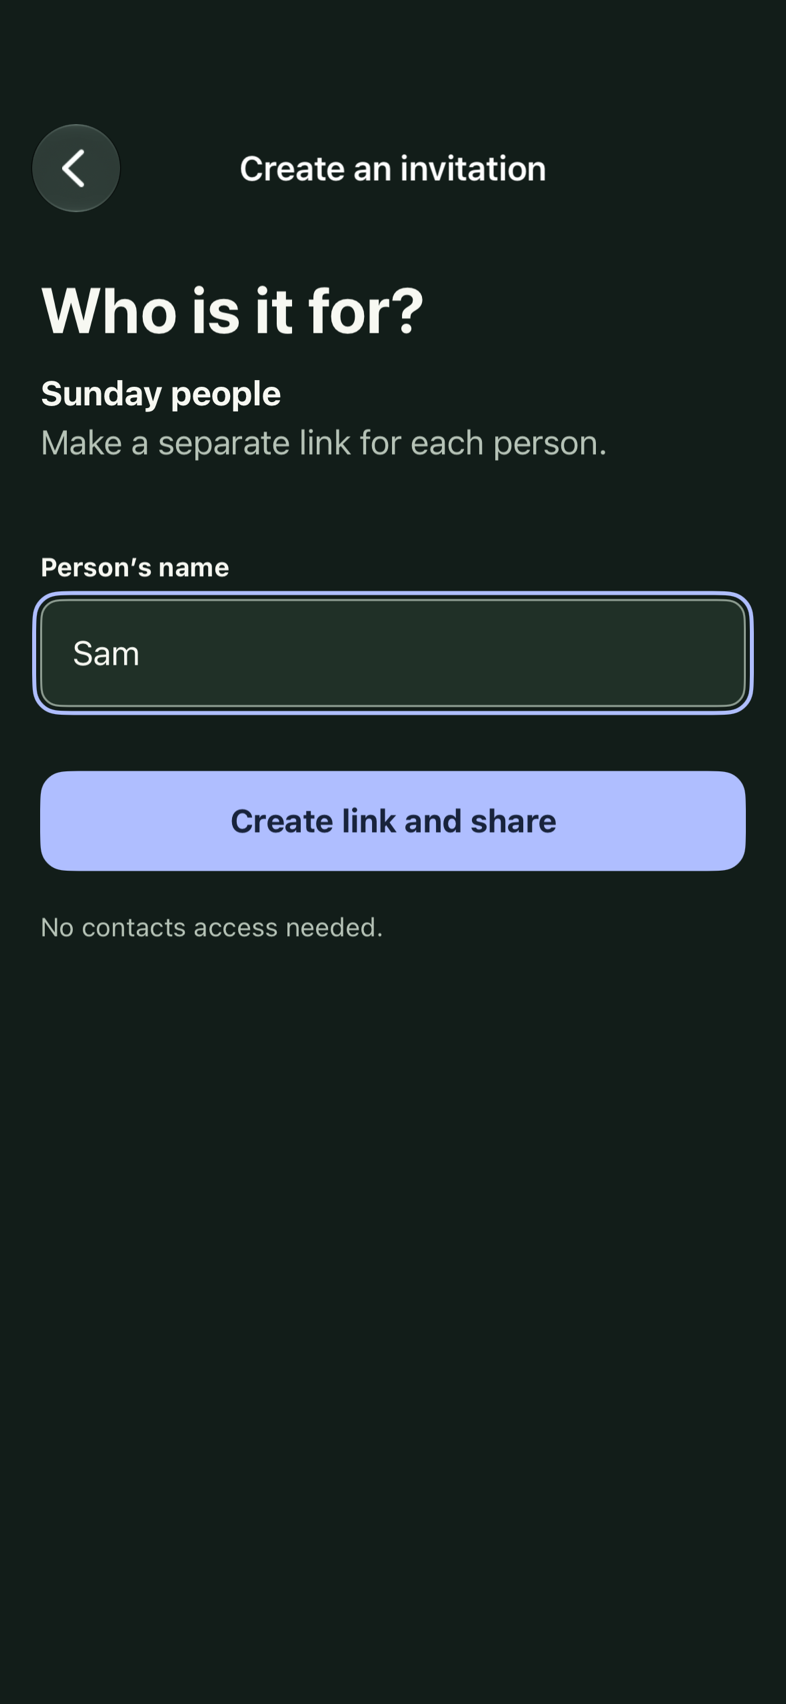 Create an invitation
Who is it for?
Sunday people
Make a separate link for each person.
Person’s name
Sam
Create link and share
No contacts access needed.